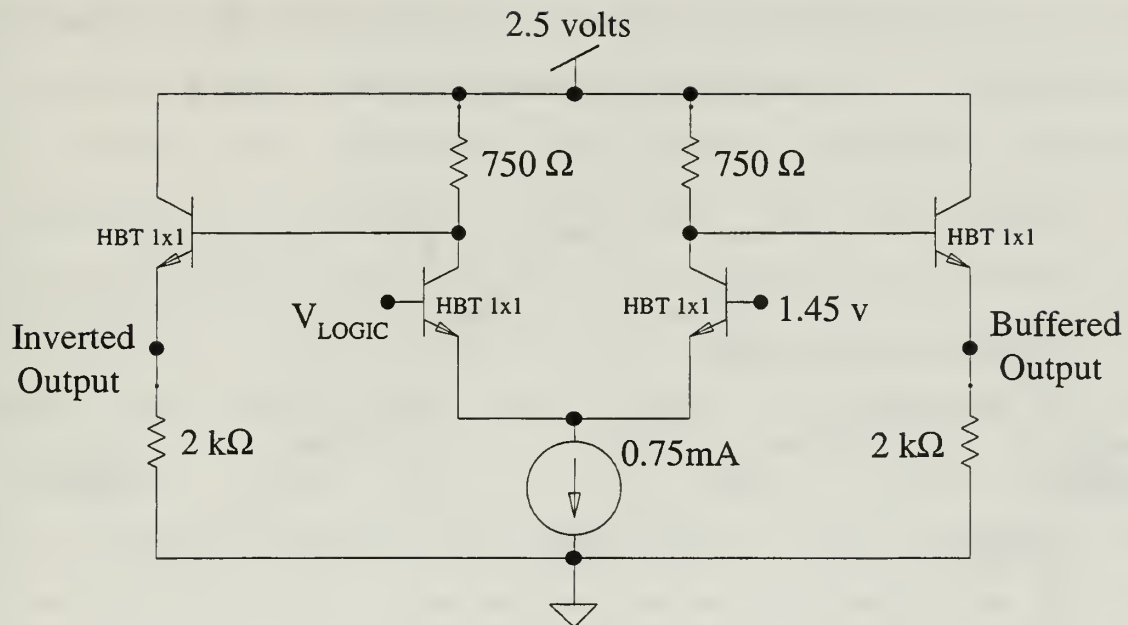 2.5 volts
750 Ω
750 Ω
HBT 1x1
HBT 1x1
HBT 1x1
HBT 1x1
V_LOGIC
1.45 v
Inverted
Output
Buffered
Output
2 kΩ
0.75mA
2 kΩ